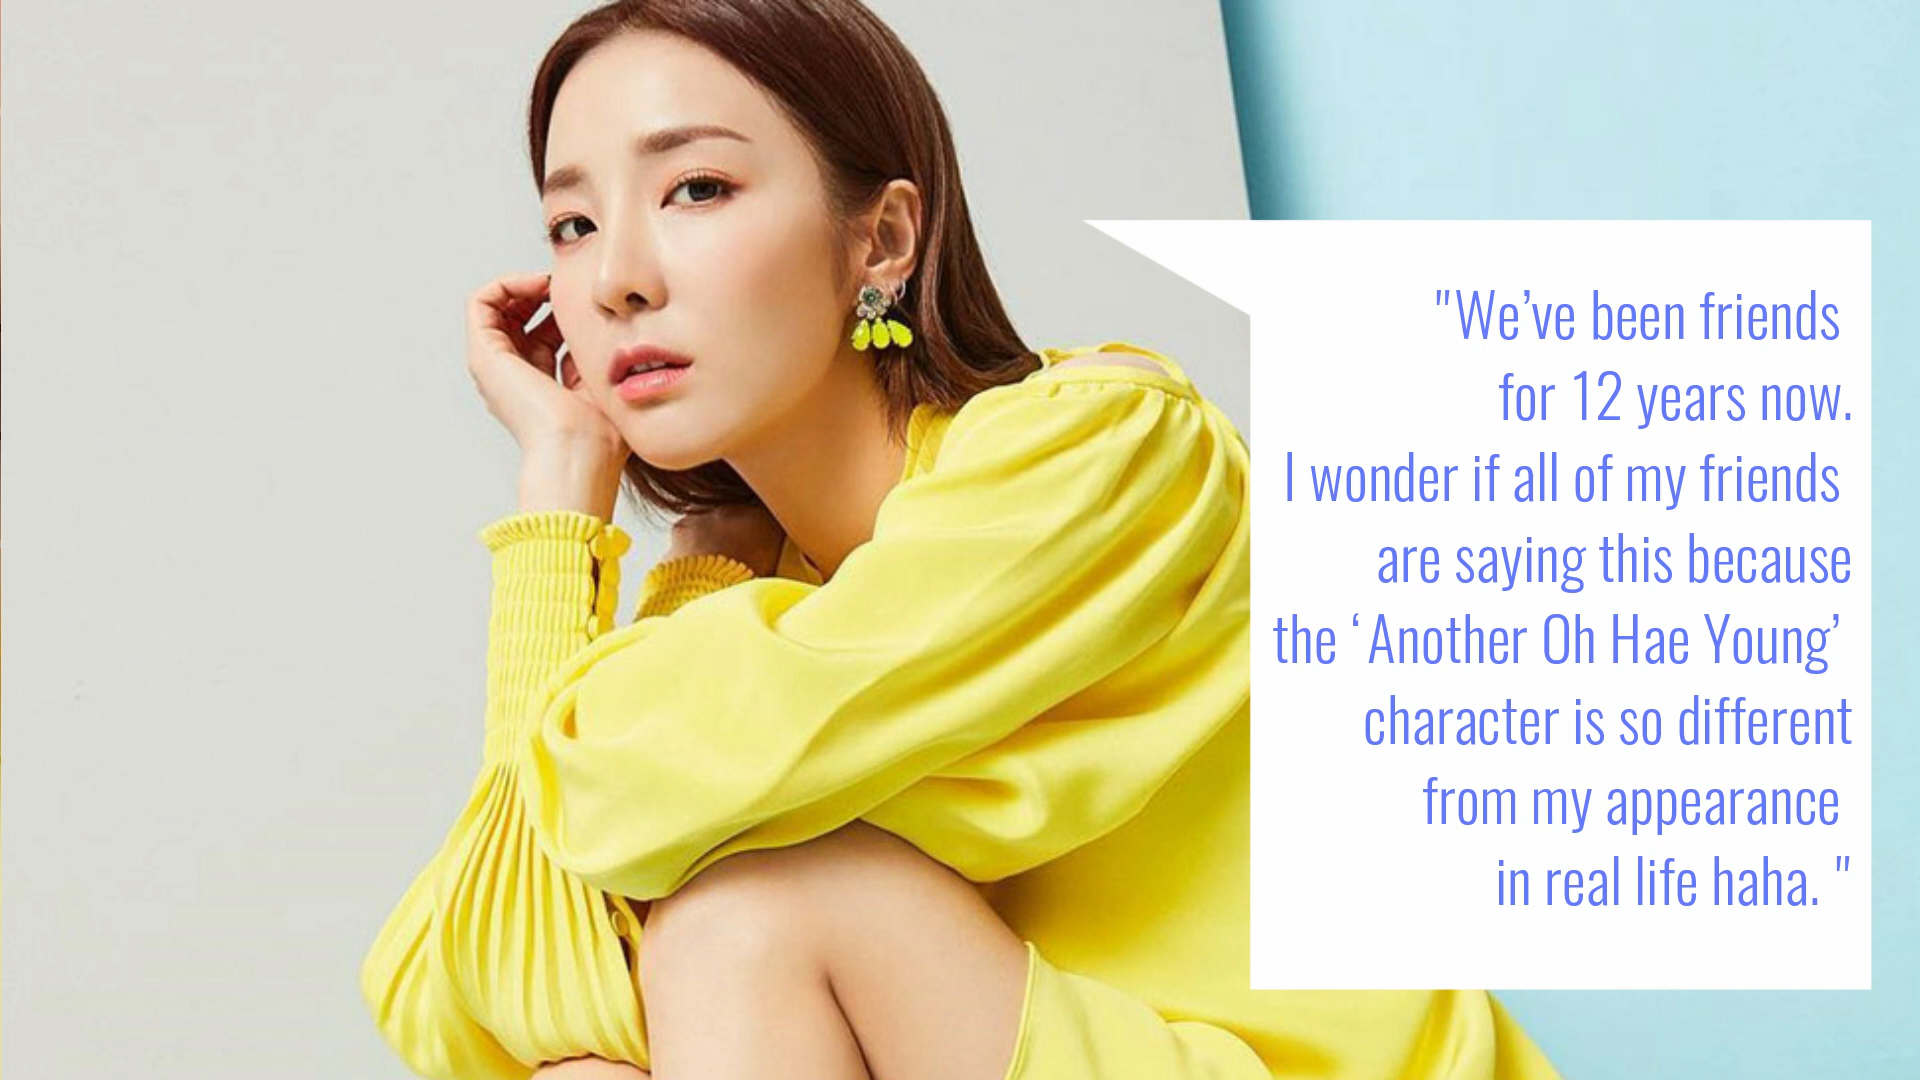 "We’ve been friends
for 12 years now.
I wonder if all of my friends
are saying this because
the ‘Another Oh Hae Young’
character is so different
from my appearance
in real life haha. "